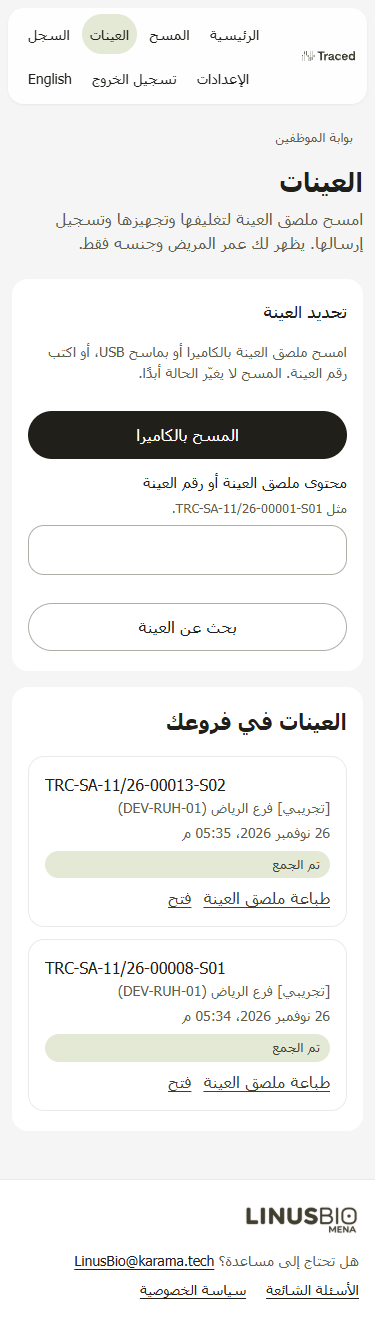 Traced
الرئيسية المسح العينات السجل
الإعدادات تسجيل الخروج English
بوابة الموظفين
العينات
امسح ملصق العينة لتغليفها وتجهيزها وتسجيل
إرسالها. يظهر لك عمر المريض وجنسه فقط.
تحديد العينة
امسح ملصق العينة بالكاميرا أو بماسح USB، أو اكتب
رقم العينة. المسح لا يغيّر الحالة أبدًا.
المسح بالكاميرا
محتوى ملصق العينة أو رقم العينة
مثل TRC-SA-11/26-00001-S01.
بحث عن العينة
العينات في فروعك
TRC-SA-11/26-00013-S02
[تجريبي] فرع الرياض (DEV-RUH-01)
26 نوفمبر 2026، 05:35 م
تم الجمع
طباعة ملصق العينة فتح
TRC-SA-11/26-00008-S01
[تجريبي] فرع الرياض (DEV-RUH-01)
26 نوفمبر 2026، 05:34 م
تم الجمع
طباعة ملصق العينة فتح
LINUSBIO
MENA
هل تحتاج إلى مساعدة؟ LinusBio@karama.tech
الأسئلة الشائعة سياسة الخصوصية